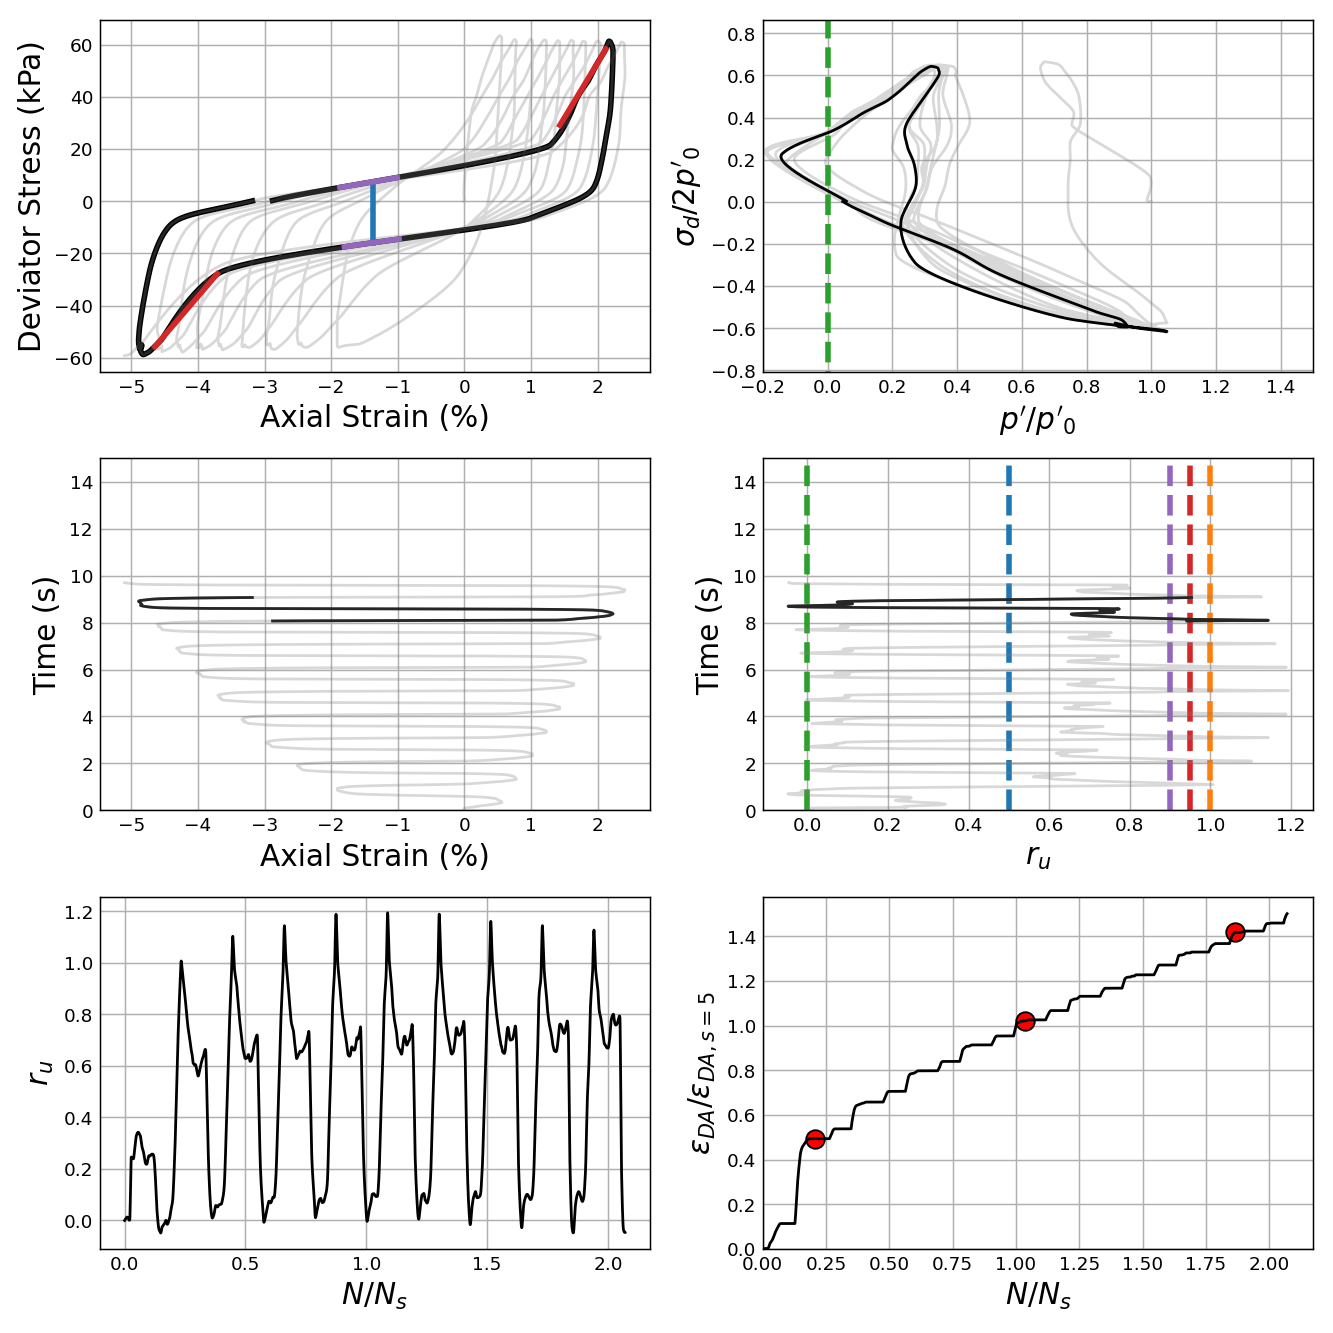 60
40
20
0
−20
−40
−60
Deviator Stress (kPa)
−5 −4 −3 −2 −1 0 1 2
Axial Strain (%)
0.8
0.6
0.4
0.2
0.0
−0.2
−0.4
−0.6
−0.8
σd/2p′0
−0.2 0.0 0.2 0.4 0.6 0.8 1.0 1.2 1.4
p′/p′0
14
12
10
8
6
4
2
0
Time (s)
−5 −4 −3 −2 −1 0 1 2
Axial Strain (%)
14
12
10
8
6
4
2
0
Time (s)
0.0 0.2 0.4 0.6 0.8 1.0 1.2
ru
1.2
1.0
0.8
0.6
0.4
0.2
0.0
ru
0.0 0.5 1.0 1.5 2.0
N/Ns
1.4
1.2
1.0
0.8
0.6
0.4
0.2
0.0
εDA/εDA, s = 5
0.00 0.25 0.50 0.75 1.00 1.25 1.50 1.75 2.00
N/Ns